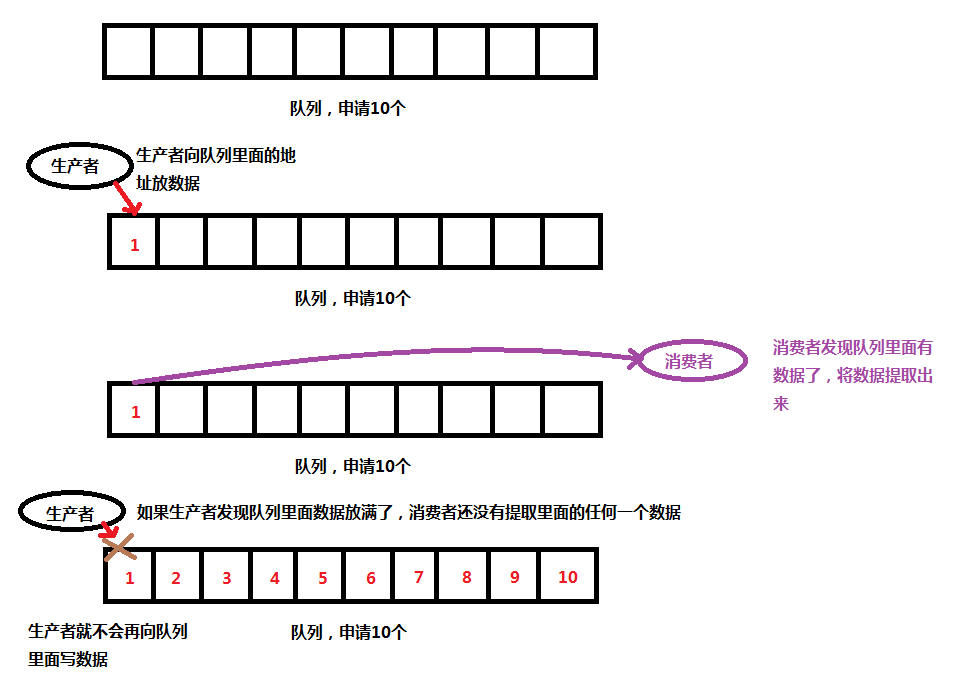 队列，申请10个
生产者
生产者向队列里面的地
址放数据
1
队列，申请10个
消费者
消费者发现队列里面有
数据了，将数据提取出
来
1
队列，申请10个
生产者
如果生产者发现队列里面数据放满了，消费者还没有提取里面的任何一个数据
1 2 3 4 5 6 7 8 9 10
生产者就不会再向队列
里面写数据
队列，申请10个